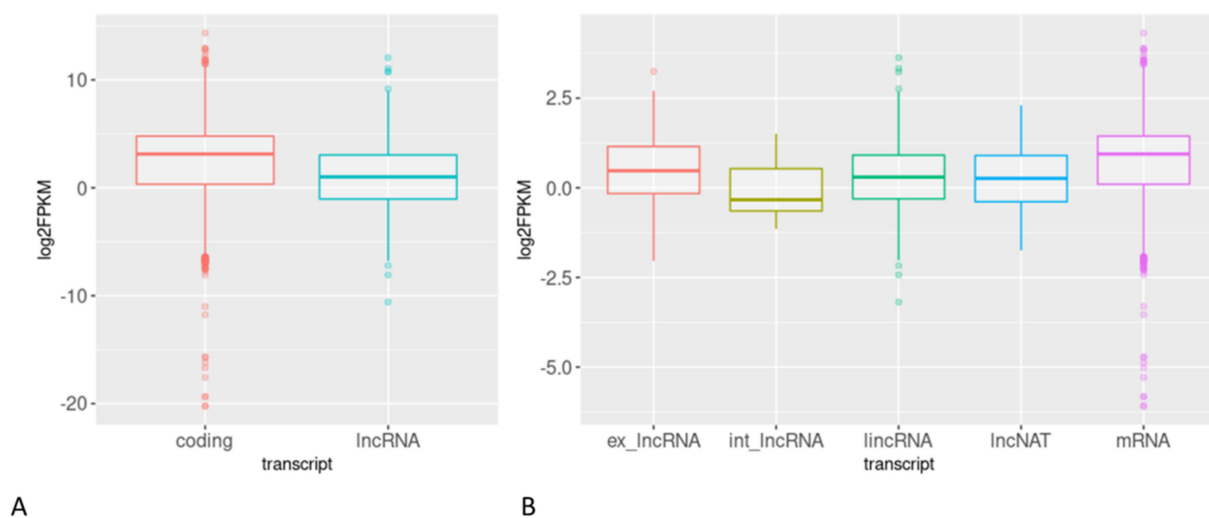 10
0
-10
-20
log2FPKM
coding
lncRNA
transcript
A
2.5
0.0
-2.5
-5.0
log2FPKM
ex_lncRNA
int_lncRNA
lincRNA
lncNAT
mRNA
transcript
B